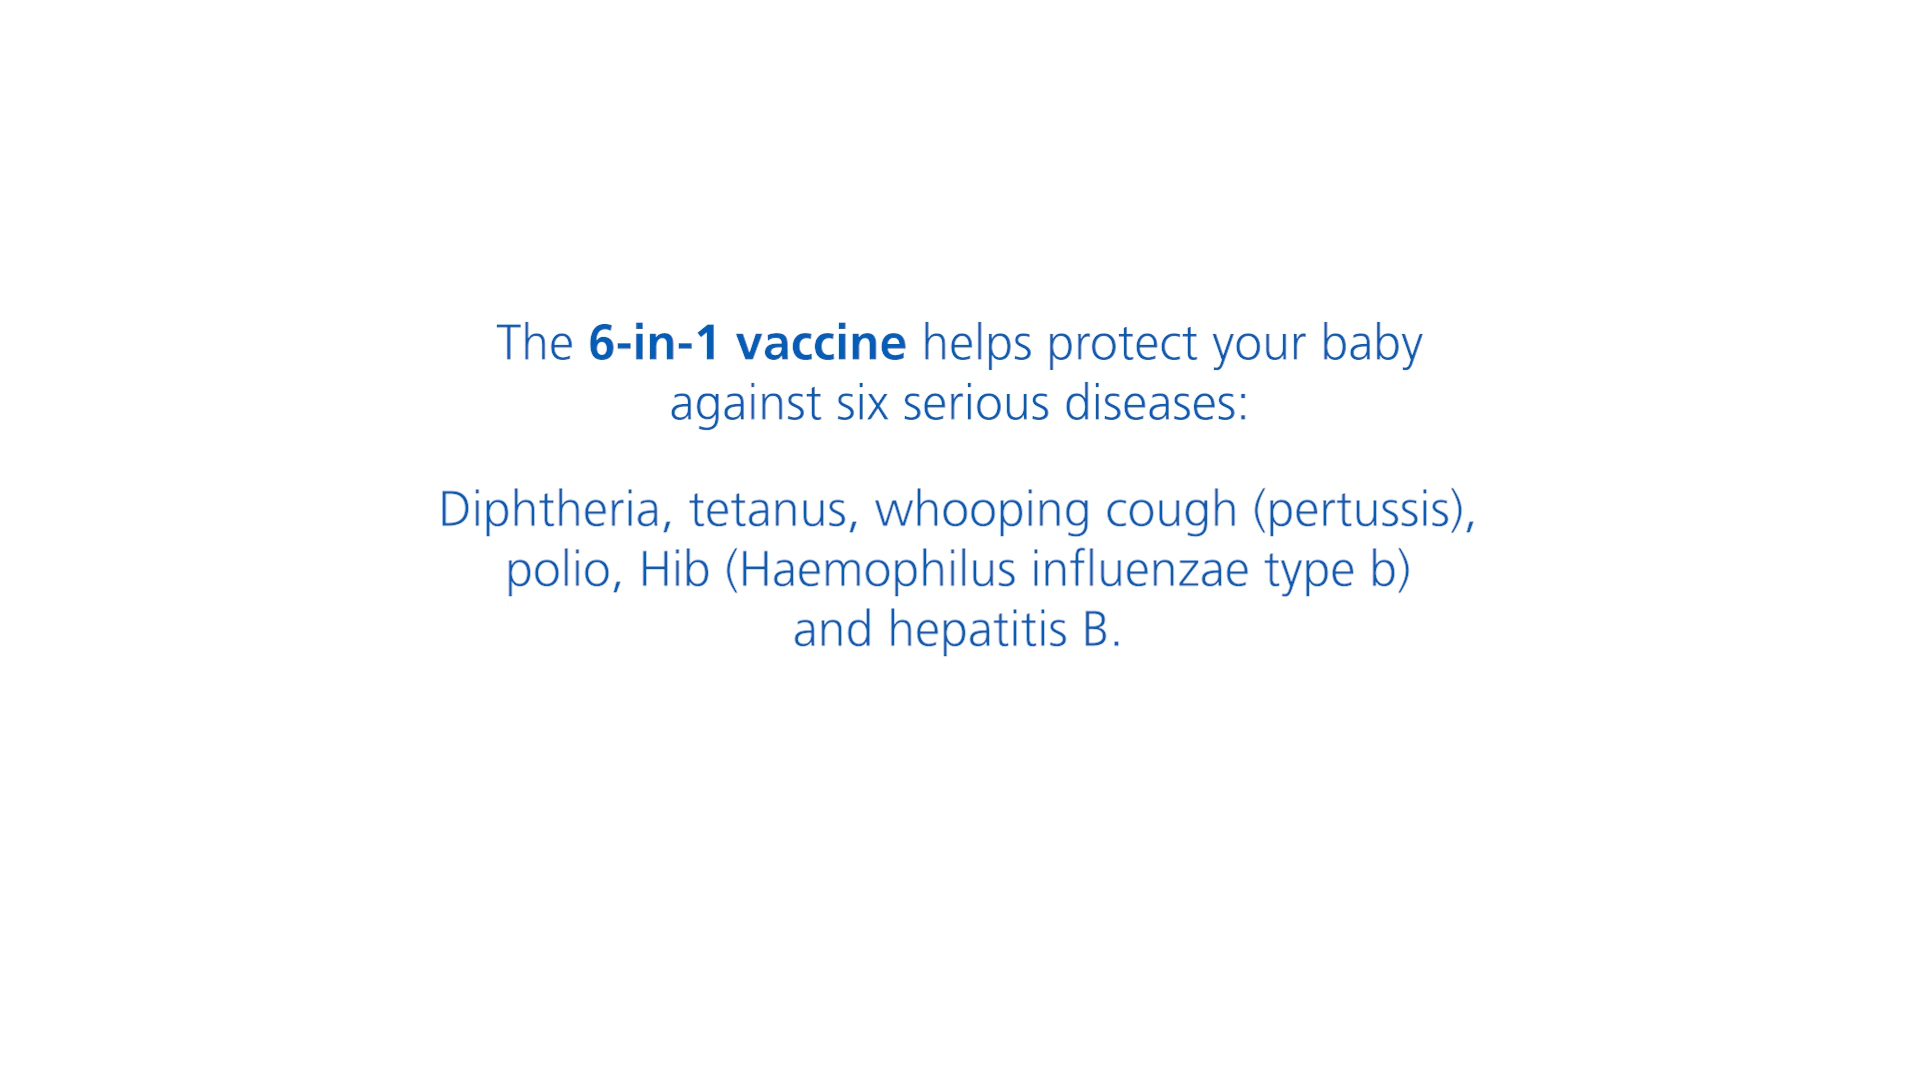 The 6-in-1 vaccine helps protect your baby
against six serious diseases:
Diphtheria, tetanus, whooping cough (pertussis),
polio, Hib (Haemophilus influenzae type b)
and hepatitis B.